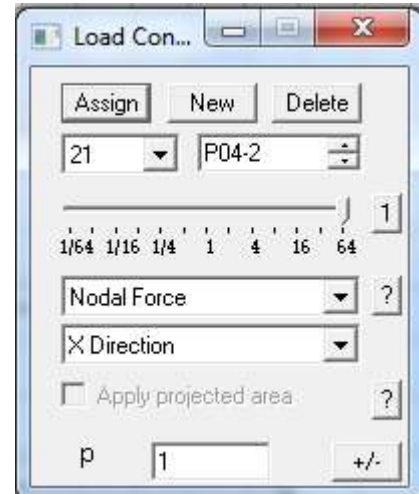 Load Con...
Assign New Delete
21 P04-2
1
1/64 1/16 1/4 1 4 16 64
Nodal Force ?
X Direction
Apply projected area ?
p 1 +/-